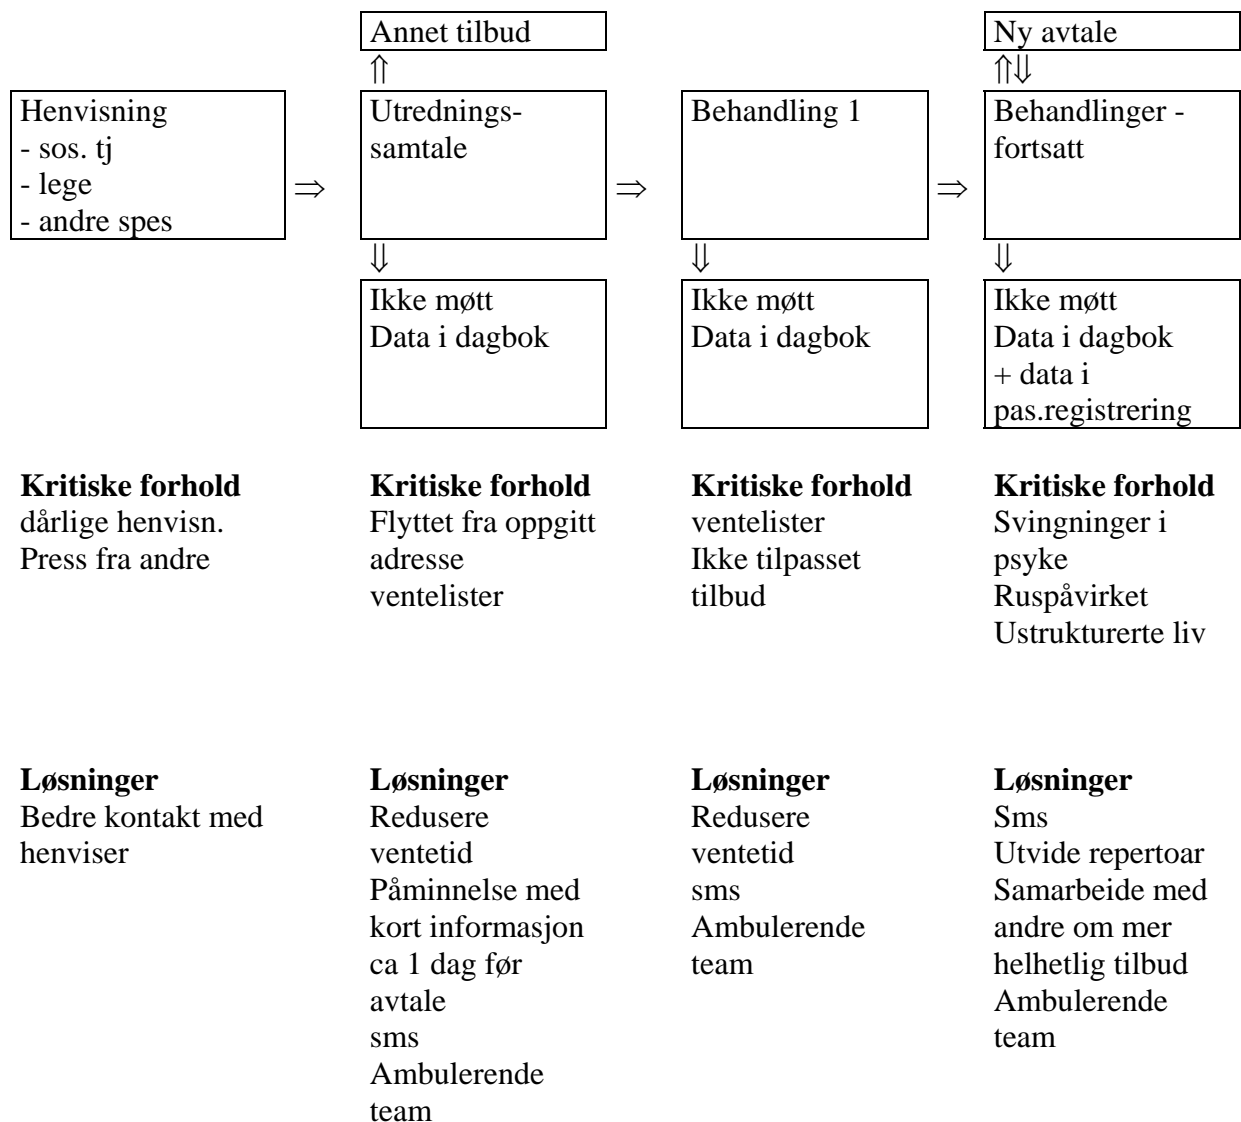 Annet tilbud
Ny avtale
⇑
⇑⇓
Henvisning
- sos. tj
- lege
- andre spes
⇒
Utrednings-
samtale
⇒
Behandling 1
⇒
Behandlinger -
fortsatt
⇓
⇓
⇓
Ikke møtt
Data i dagbok
Ikke møtt
Data i dagbok
Ikke møtt
Data i dagbok
+ data i
pas.registrering
Kritiske forhold
dårlige henvisn.
Press fra andre
Kritiske forhold
Flyttet fra oppgitt
adresse
ventelister
Kritiske forhold
ventelister
Ikke tilpasset
tilbud
Kritiske forhold
Svingninger i
psyke
Ruspåvirket
Ustrukturerte liv
Løsninger
Bedre kontakt med
henviser
Løsninger
Redusere
ventetid
Påminnelse med
kort informasjon
ca 1 dag før
avtale
sms
Ambulerende
team
Løsninger
Redusere
ventetid
sms
Ambulerende
team
Løsninger
Sms
Utvide repertoar
Samarbeide med
andre om mer
helhetlig tilbud
Ambulerende
team